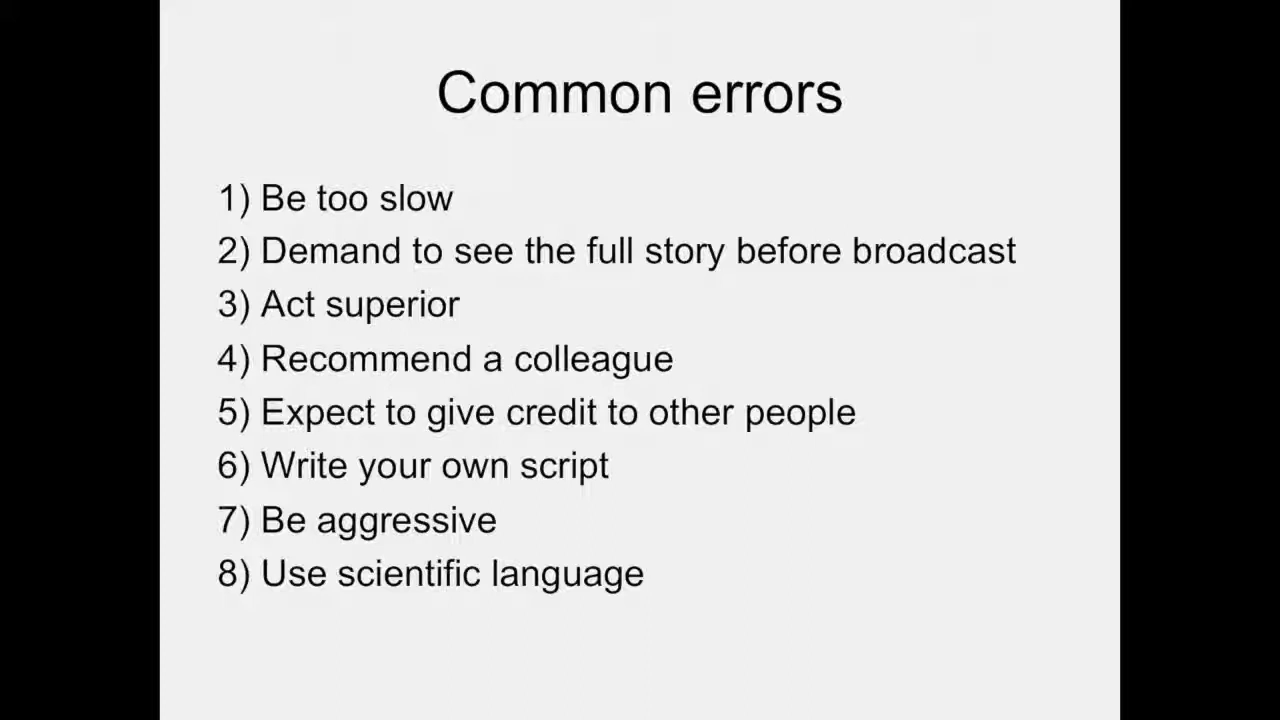 Common errors
1) Be too slow
2) Demand to see the full story before broadcast
3) Act superior
4) Recommend a colleague
5) Expect to give credit to other people
6) Write your own script
7) Be aggressive
8) Use scientific language